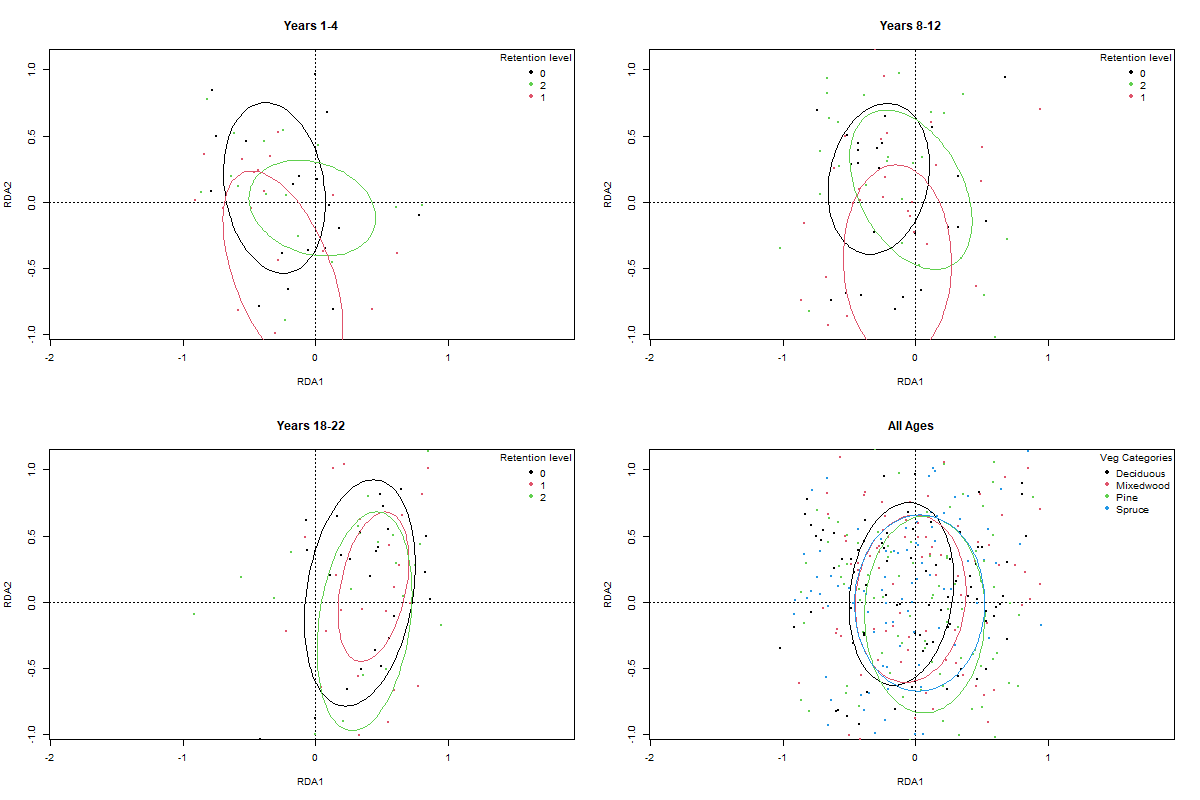 Years 1-4
Retention level
0
2
1
1.0
0.5
0.0
-0.5
-1.0
RDA2
-2
-1
0
1
RDA1
Years 8-12
Retention level
0
2
1
1.0
0.5
0.0
-0.5
-1.0
RDA2
-2
-1
0
1
RDA1
Years 18-22
Retention level
0
1
2
1.0
0.5
0.0
-0.5
-1.0
RDA2
-2
-1
0
1
RDA1
All Ages
Veg Categories
Deciduous
Mixedwood
Pine
Spruce
1.0
0.5
0.0
-0.5
-1.0
RDA2
-2
-1
0
1
RDA1